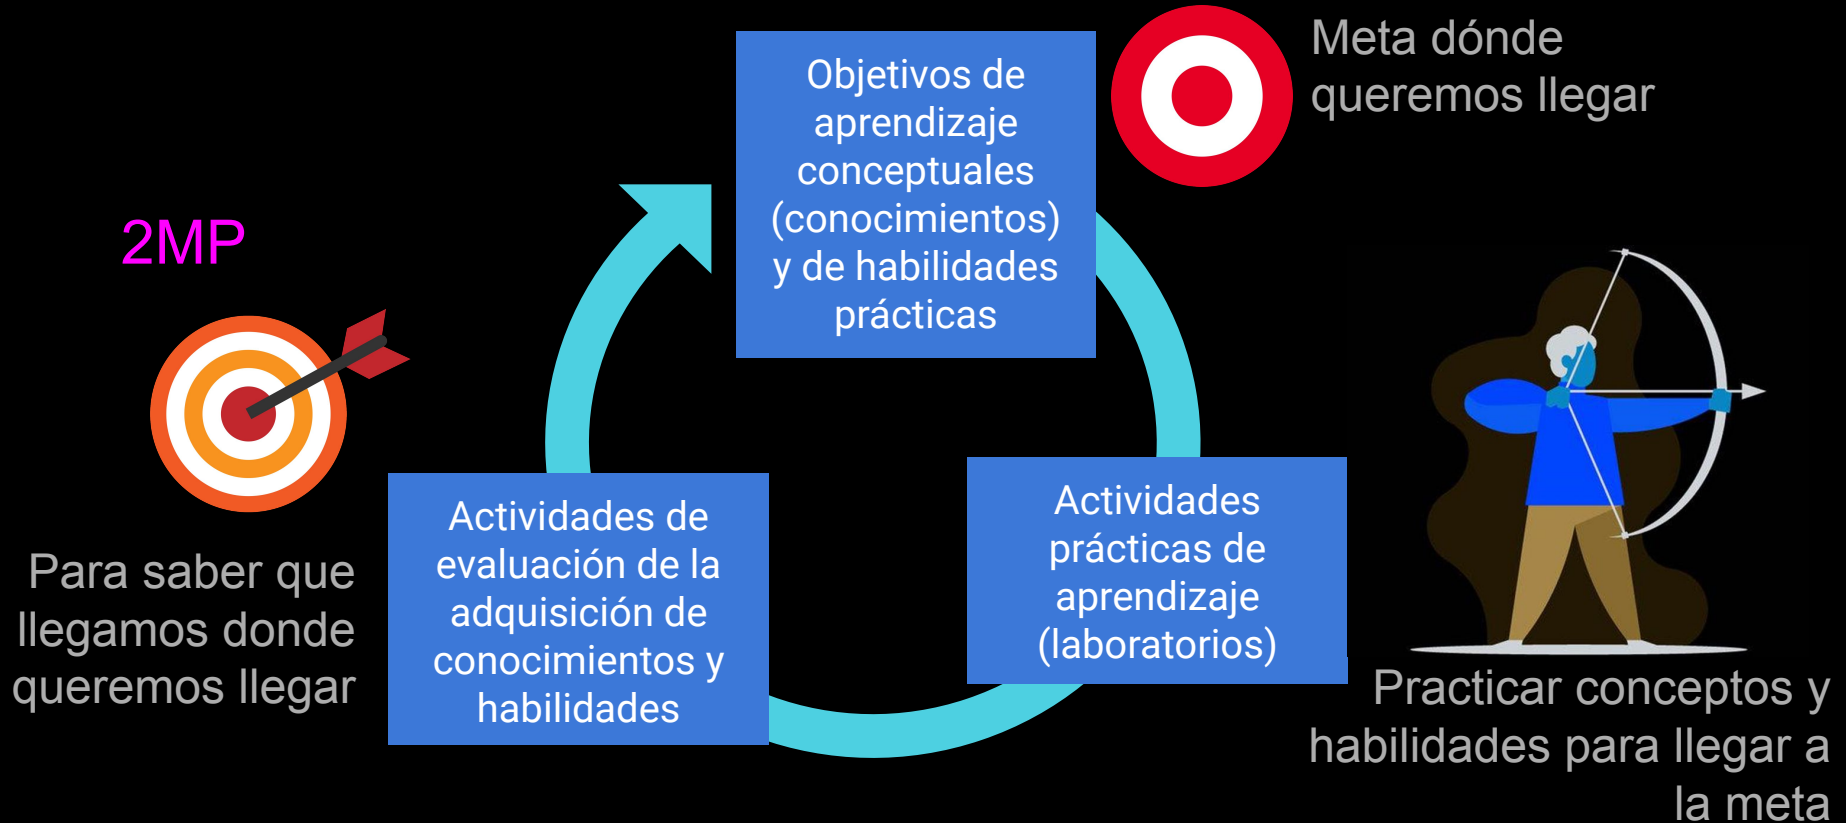 Objetivos de
aprendizaje
conceptuales
(conocimientos)
y de habilidades
prácticas
Meta dónde
queremos llegar
2MP
Actividades de
evaluación de la
adquisición de
conocimientos y
habilidades
Para saber que
llegamos donde
queremos llegar
Actividades
prácticas de
aprendizaje
(laboratorios)
Practicar conceptos y
habilidades para llegar a
la meta